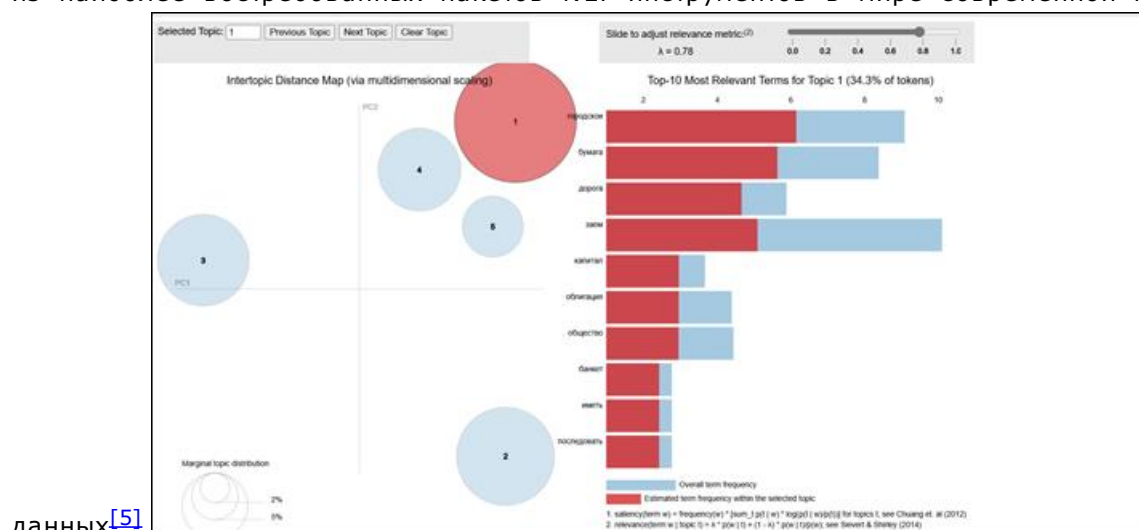 Selected Topic: 1 Previous Topic Next Topic Clear Topic
Slide to adjust relevance metric:(2)
λ = 0.78
0.0 0.2 0.4 0.6 0.8 1.0
Intertopic Distance Map (via multidimensional scaling)
PC2
PC1
1
4
5
3
2
Marginal topic distribution
2%
5%
Top-10 Most Relevant Terms for Topic 1 (34.3% of tokens)
2 4 6 8 10
городской
бумага
дорога
заем
капитал
облигация
общество
банкет
иметь
последовать
Overall term frequency
Estimated term frequency within the selected topic
1. saliency(term w) = frequency(w) * [sum_t p(t | w) * log(p(t | w)/p(t))] for topics t; see Chuang et. al (2012)
2. relevance(term w | topic t) = λ * p(w | t) + (1 - λ) * p(w | t)/p(w); see Sievert & Shirley (2014)
данных[5]